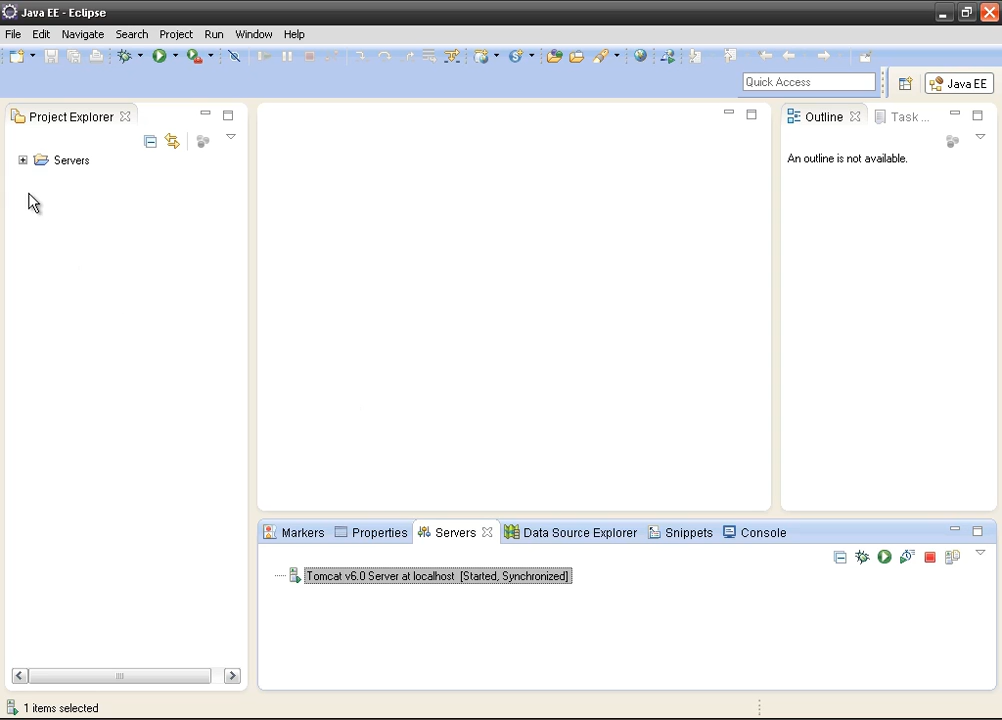 Java EE - Eclipse
File Edit Navigate Search Project Run Window Help
Quick Access
Java EE
Project Explorer
Servers
Outline
Task ...
An outline is not available.
Markers Properties Servers Data Source Explorer Snippets Console
Tomcat v6.0 Server at localhost [Started, Synchronized]
1 items selected